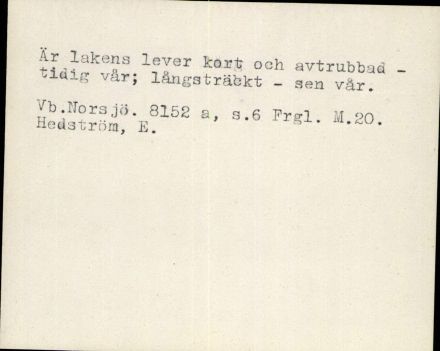 Är lakens lever kort och avtrubbad -
tidig vår; långsträckt - sen vår.
Vb.Norsjö. 8152 a, s.6 Frgl. M.20.
Hedström, E.